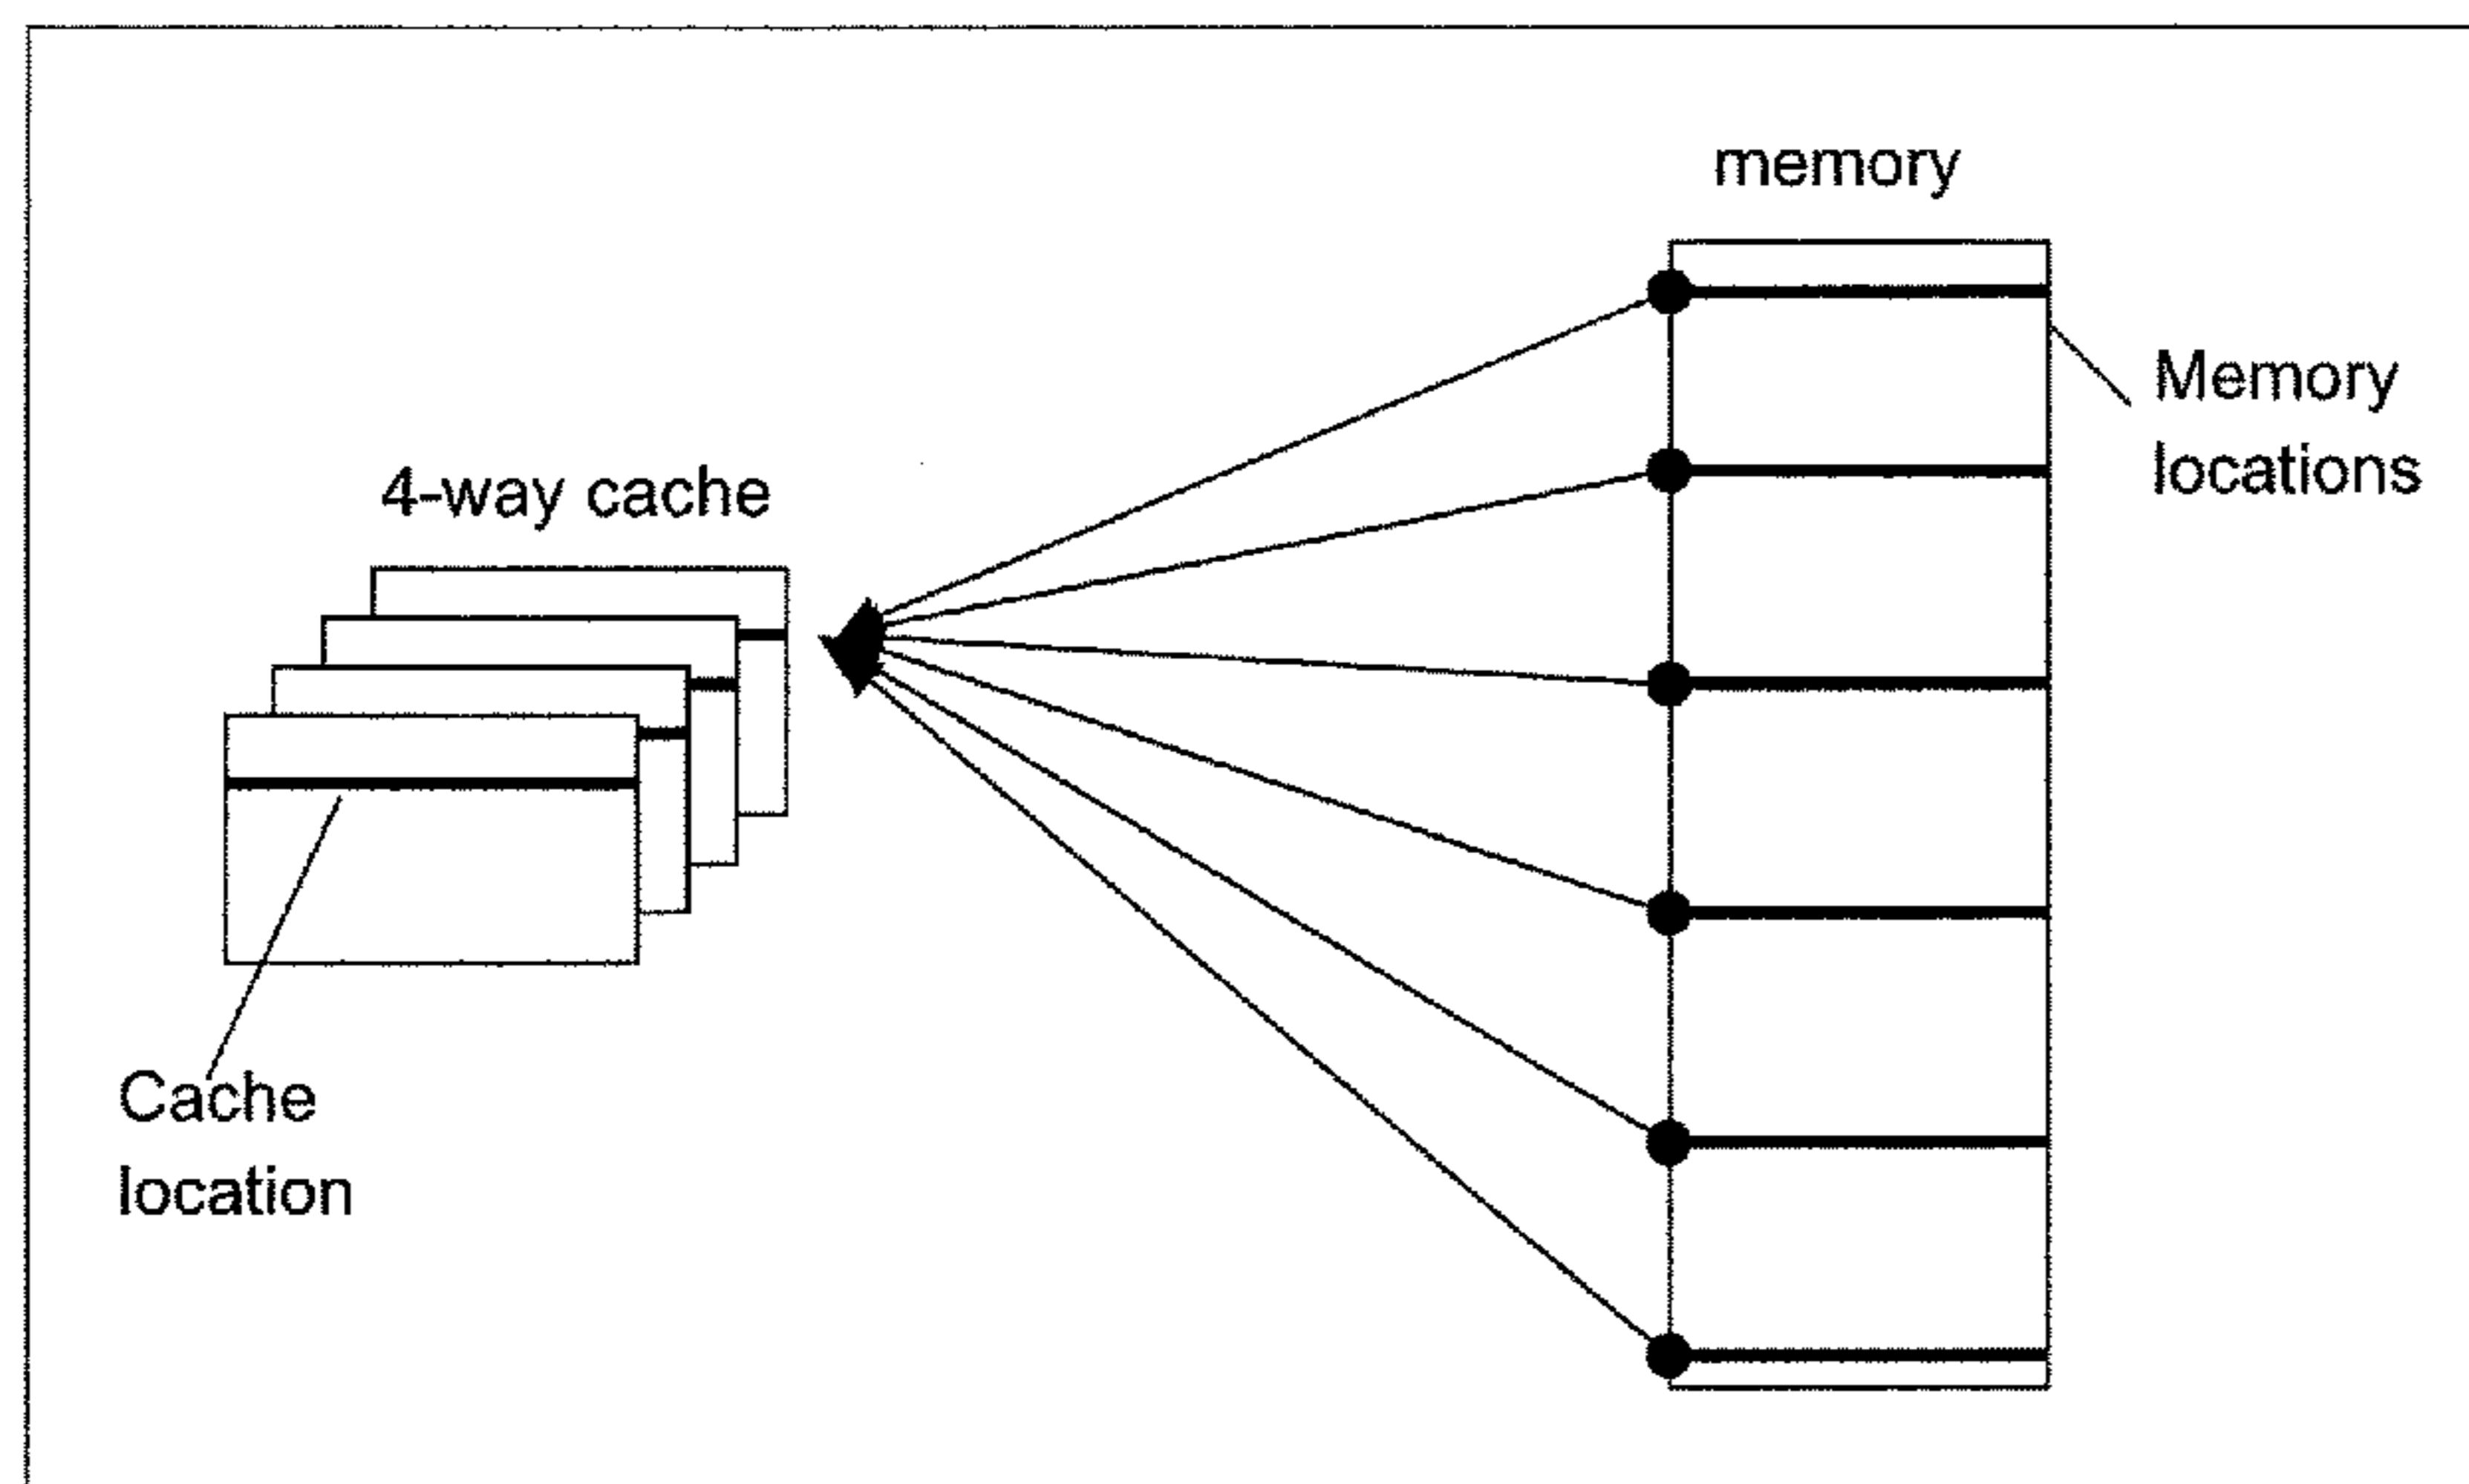 memory
Memory
locations
4-way cache
Cache
location